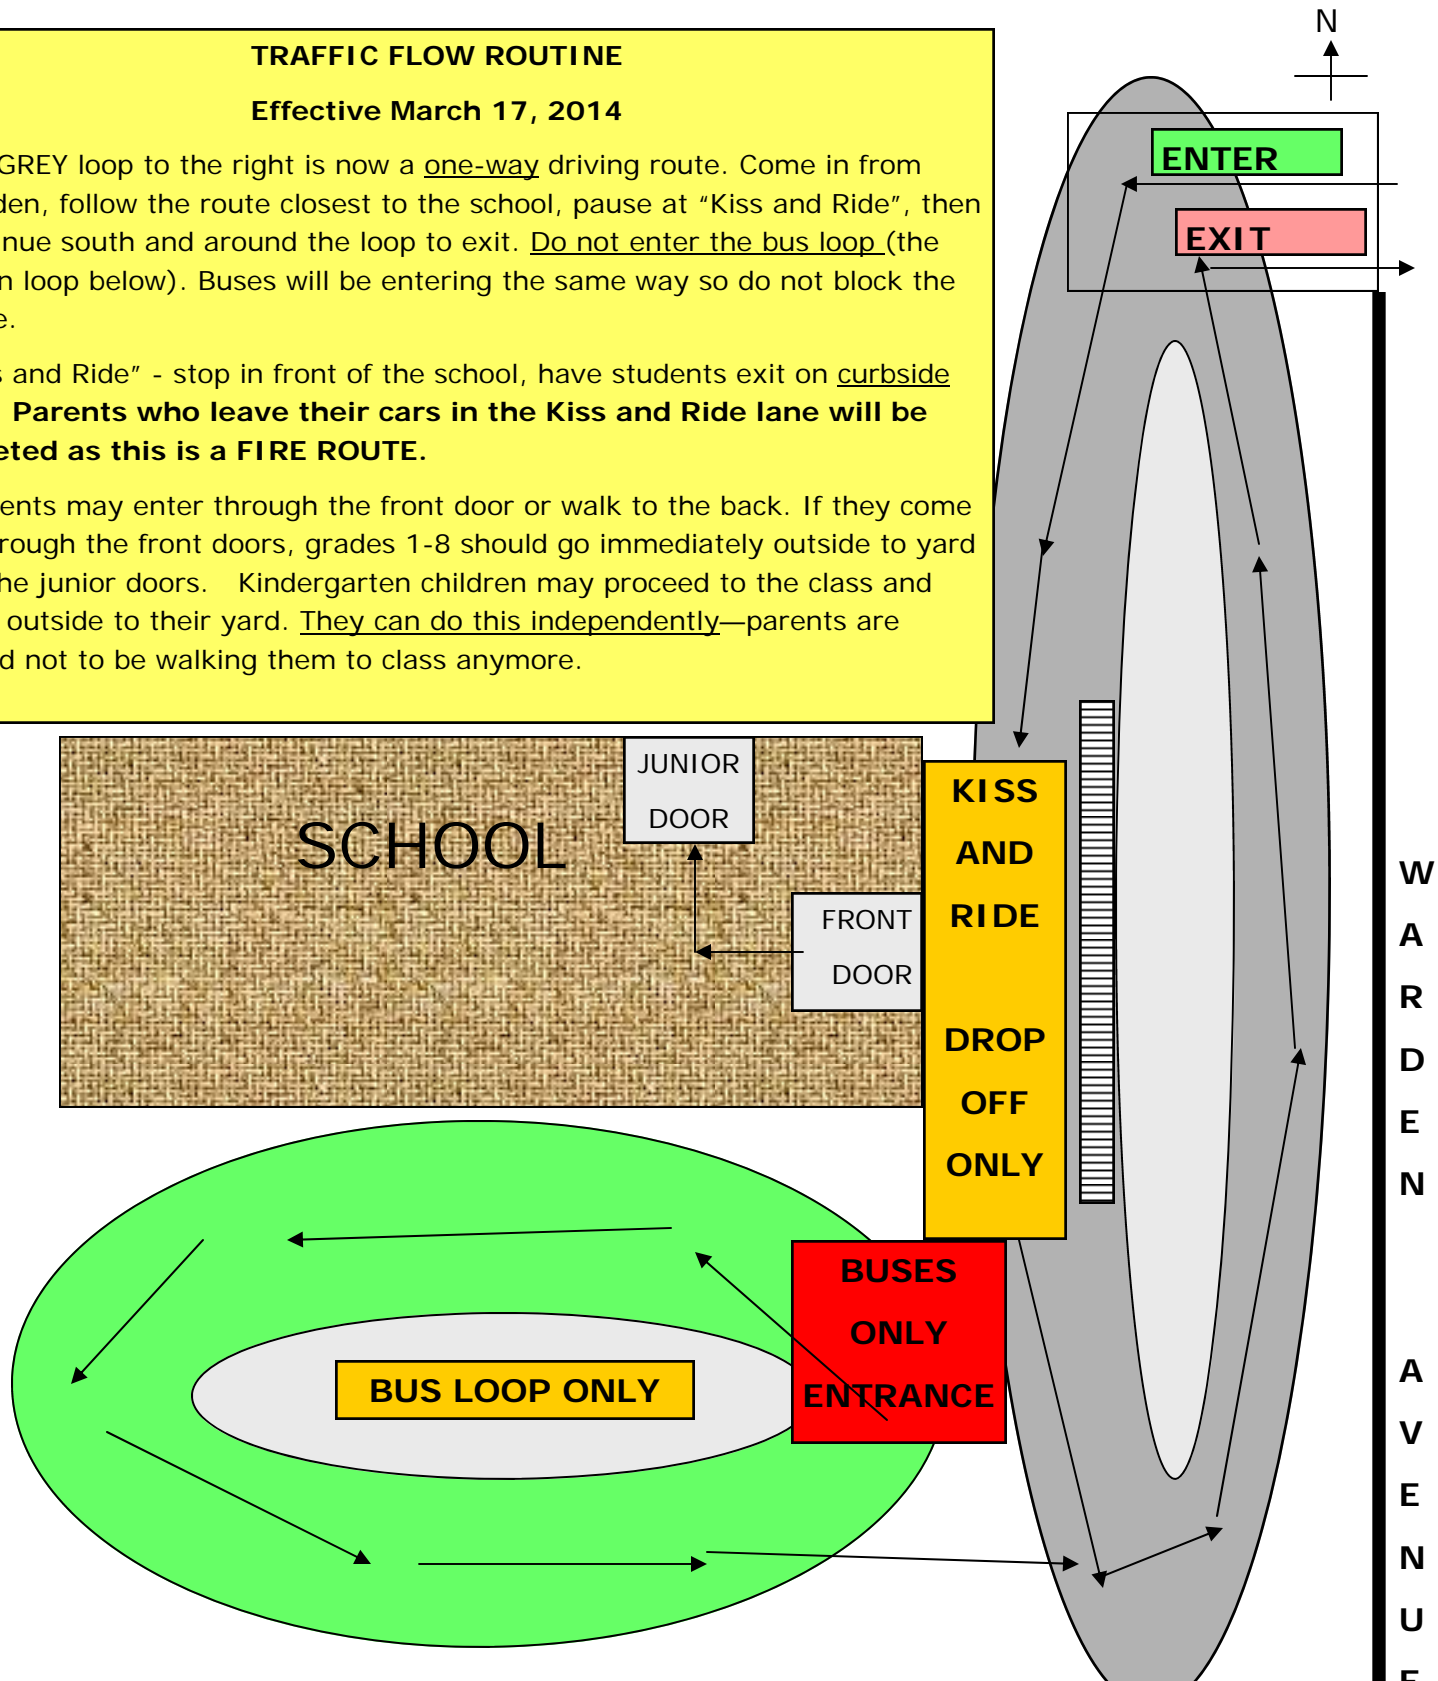 N
TRAFFIC FLOW ROUTINE
Effective March 17, 2014
GREY loop to the right is now a one-way driving route. Come in from
den, follow the route closest to the school, pause at “Kiss and Ride”, then
nue south and around the loop to exit. Do not enter the bus loop (the
n loop below). Buses will be entering the same way so do not block the
e.
s and Ride” - stop in front of the school, have students exit on curbside
Parents who leave their cars in the Kiss and Ride lane will be
eted as this is a FIRE ROUTE.
ents may enter through the front door or walk to the back. If they come
rough the front doors, grades 1-8 should go immediately outside to yard
he junior doors. Kindergarten children may proceed to the class and
outside to their yard. They can do this independently—parents are
d not to be walking them to class anymore.
ENTER
EXIT
SCHOOL
JUNIOR
DOOR
FRONT
DOOR
KISS
AND
RIDE
DROP
OFF
ONLY
BUSES
ONLY
ENTRANCE
BUS LOOP ONLY
W
A
R
D
E
N
A
V
E
N
U
E